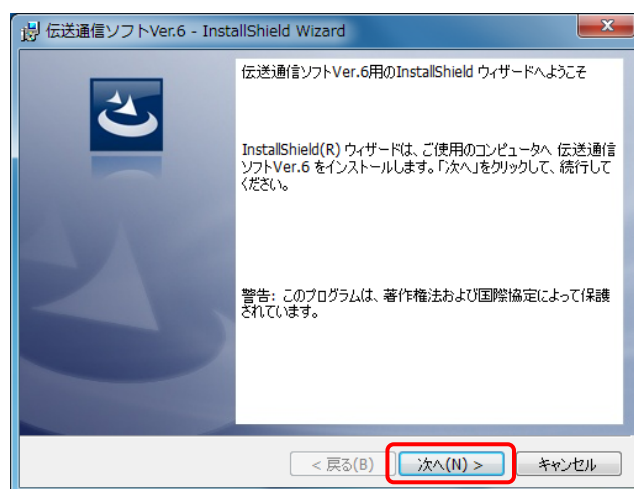 伝送通信ソフトVer.6 - InstallShield Wizard
伝送通信ソフトVer.6用のInstallShield ウィザードへようこそ
InstallShield(R) ウィザードは、ご使用のコンピュータへ 伝送通信
ソフトVer.6 をインストールします。「次へ」をクリックして、続行して
ください。
警告: このプログラムは、著作権法および国際協定によって保護
されています。
< 戻る(B)
次へ(N) >
キャンセル